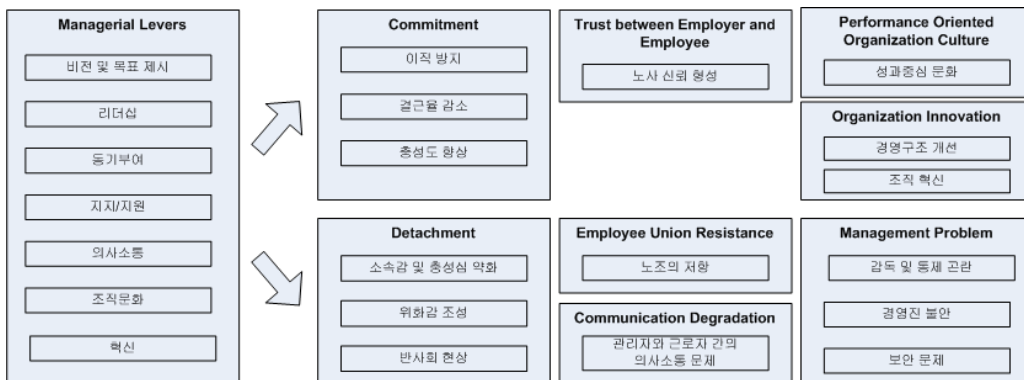 Managerial Levers
비전 및 목표 제시
리더십
동기부여
지지/지원
의사소통
조직문화
혁신
Commitment
이직 방지
결근율 감소
충성도 향상
Trust between Employer and
Employee
노사 신뢰 형성
Performance Oriented
Organization Culture
성과중심 문화
Organization Innovation
경영구조 개선
조직 혁신
Detachment
소속감 및 충성심 약화
위화감 조성
반사회 현상
Employee Union Resistance
노조의 저항
Communication Degradation
관리자와 근로자 간의
의사소통 문제
Management Problem
감독 및 통제 곤란
경영진 불안
보안 문제